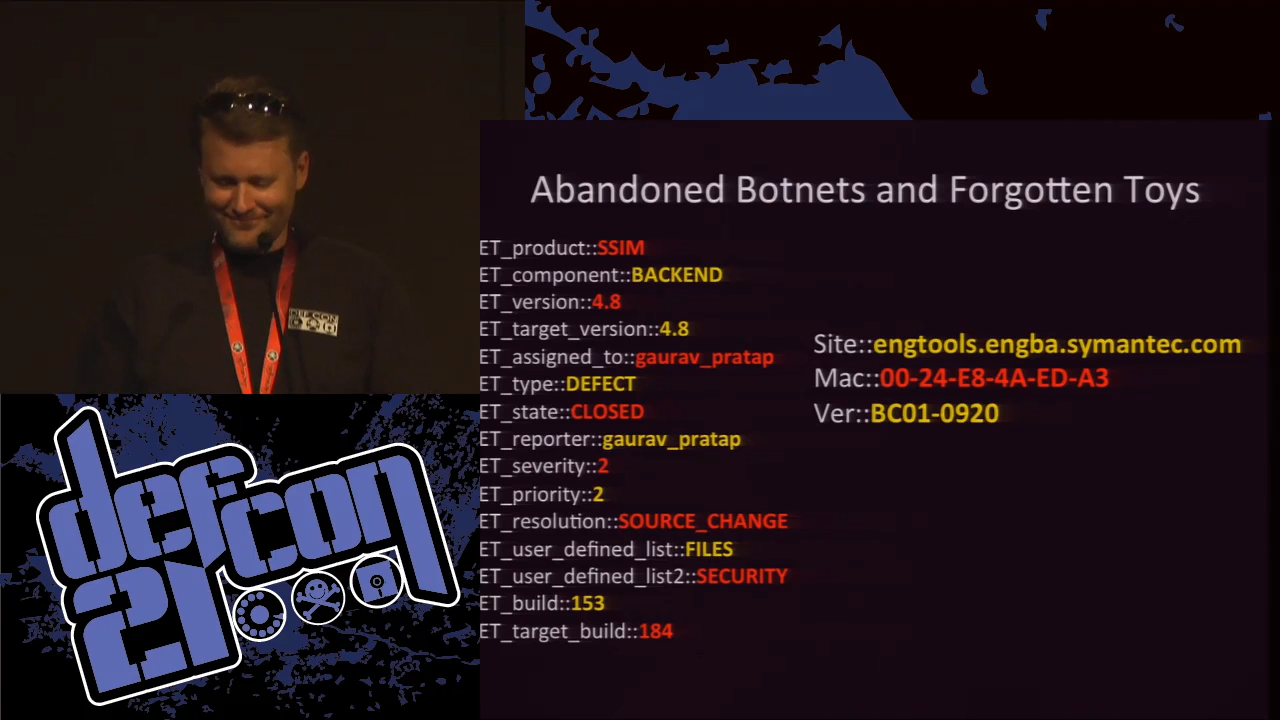 DEFCON
defcon
21
Abandoned Botnets and Forgotten Toys
ET_product::SSIM
ET_component::BACKEND
ET_version::4.8
ET_target_version::4.8
ET_assigned_to::gaurav_pratap
ET_type::DEFECT
ET_state::CLOSED
ET_reporter::gaurav_pratap
ET_severity::2
ET_priority::2
ET_resolution::SOURCE_CHANGE
ET_user_defined_list::FILES
ET_user_defined_list2::SECURITY
ET_build::153
ET_target_build::184
Site::engtools.engba.symantec.com
Mac::00-24-E8-4A-ED-A3
Ver::BC01-0920